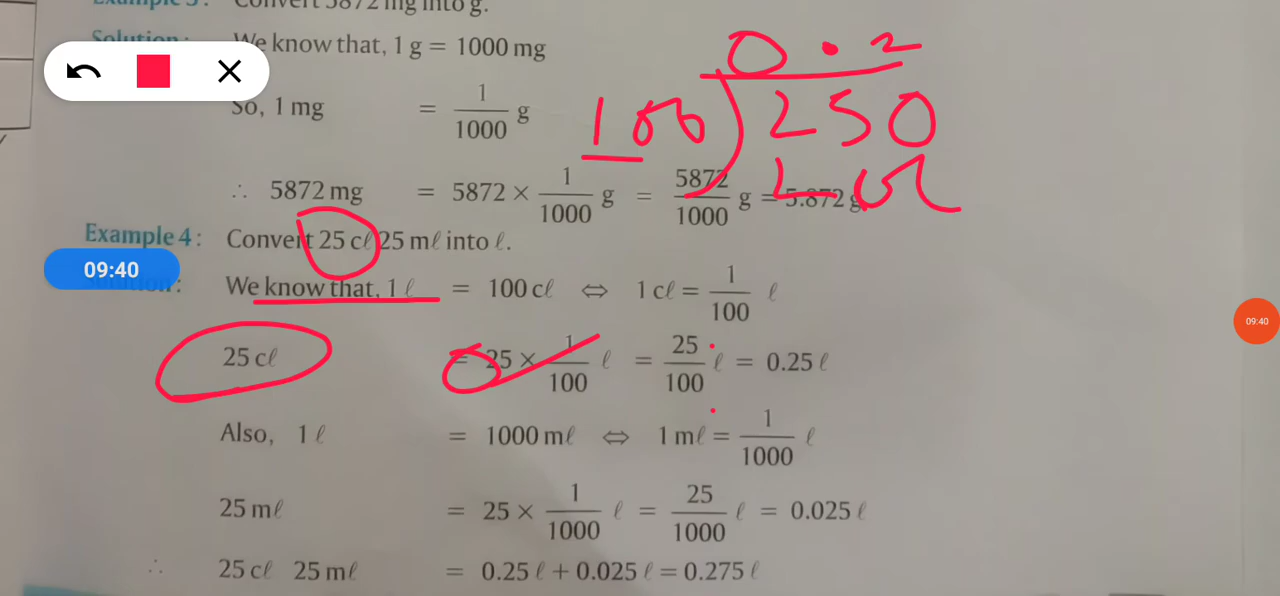 Example 3: Convert 5872 mg into g.
Solution: We know that, 1 g = 1000 mg
So, 1 mg = 1/1000 g
∴ 5872 mg = 5872 × 1/1000 g = 5872/1000 g = 5.872 g
0.2
100)250
200
Example 4: Convert 25 cℓ 25 mℓ into ℓ.
09:40
Solution: We know that, 1 ℓ = 100 cℓ ⇔ 1 cℓ = 1/100 ℓ
09:40
25 cℓ = 25 × 1/100 ℓ = 25/100 ℓ = 0.25 ℓ
Also, 1 ℓ = 1000 mℓ ⇔ 1 mℓ = 1/1000 ℓ
25 mℓ = 25 × 1/1000 ℓ = 25/1000 ℓ = 0.025 ℓ
∴ 25 cℓ 25 mℓ = 0.25 ℓ + 0.025 ℓ = 0.275 ℓ